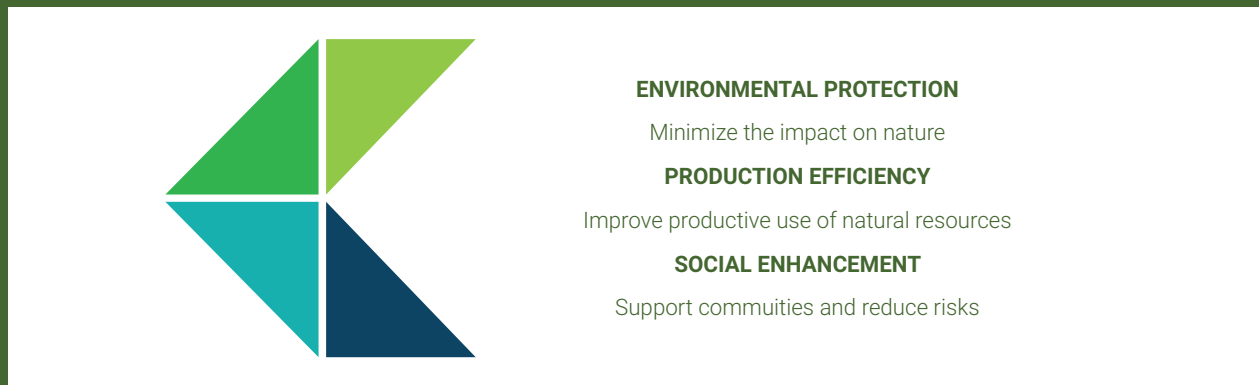 ENVIRONMENTAL PROTECTION
Minimize the impact on nature
PRODUCTION EFFICIENCY
Improve productive use of natural resources
SOCIAL ENHANCEMENT
Support commuities and reduce risks